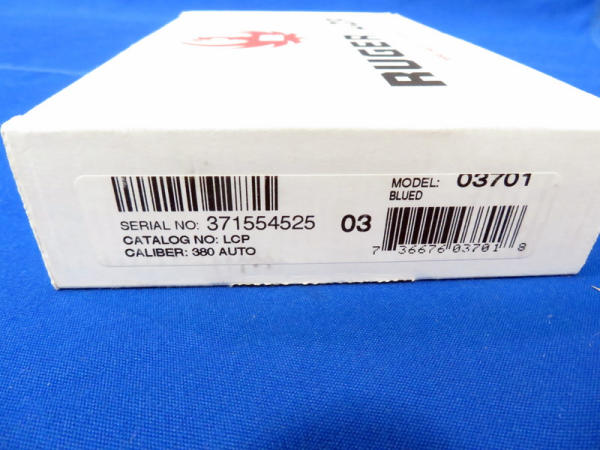 RUGER
MODEL: 03701
BLUED
SERIAL NO: 371554525 03
CATALOG NO: LCP
CALIBER: 380 AUTO
7 36676 03701 8